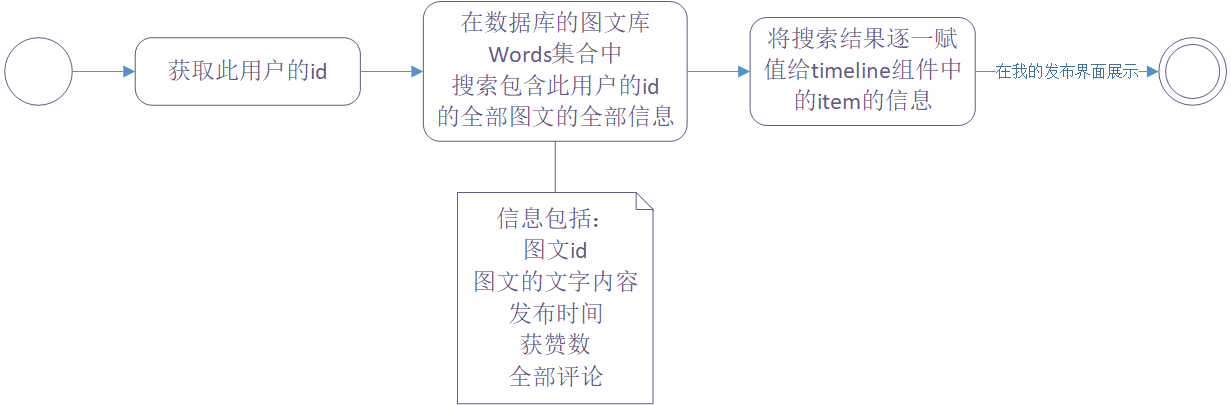 获取此用户的id
在数据库的图文库
Words集合中
搜索包含此用户的id
的全部图文的全部信息
将搜索结果逐一赋
值给timeline组件中
的item的信息
在我的发布界面展示
信息包括：
图文id
图文的文字内容
发布时间
获赞数
全部评论